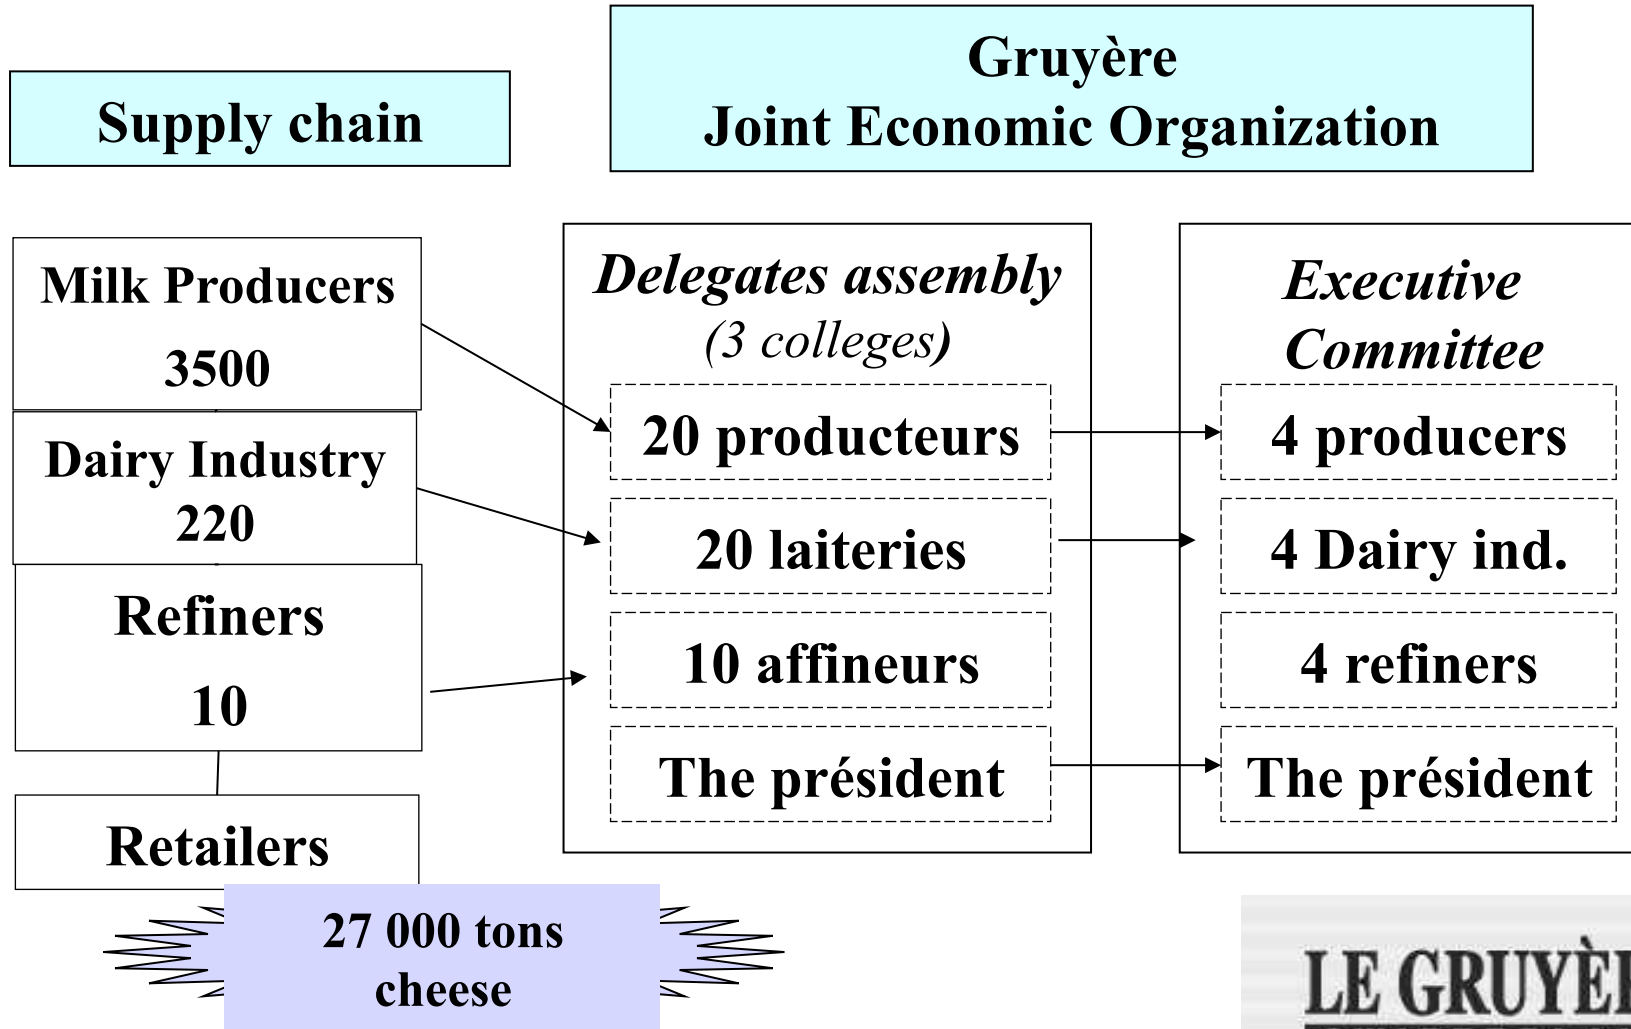 Gruyère
Joint Economic Organization
Supply chain
Milk Producers
3500
Dairy Industry
220
Refiners
10
Retailers
27 000 tons
cheese
Delegates assembly
(3 colleges)
20 producteurs
20 laiteries
10 affineurs
The président
Executive
Committee
4 producers
4 Dairy ind.
4 refiners
The président
LE GRUYÈR